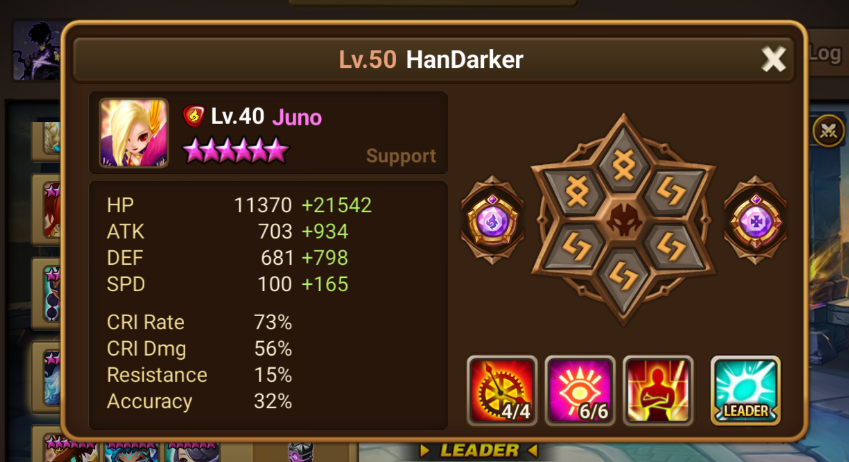 Lv.50 HanDarker
Log
Lv.40 Juno
Support
HP 11370 +21542
ATK 703 +934
DEF 681 +798
SPD 100 +165
CRI Rate 73%
CRI Dmg 56%
Resistance 15%
Accuracy 32%
4/4
6/6
LEADER
LEADER